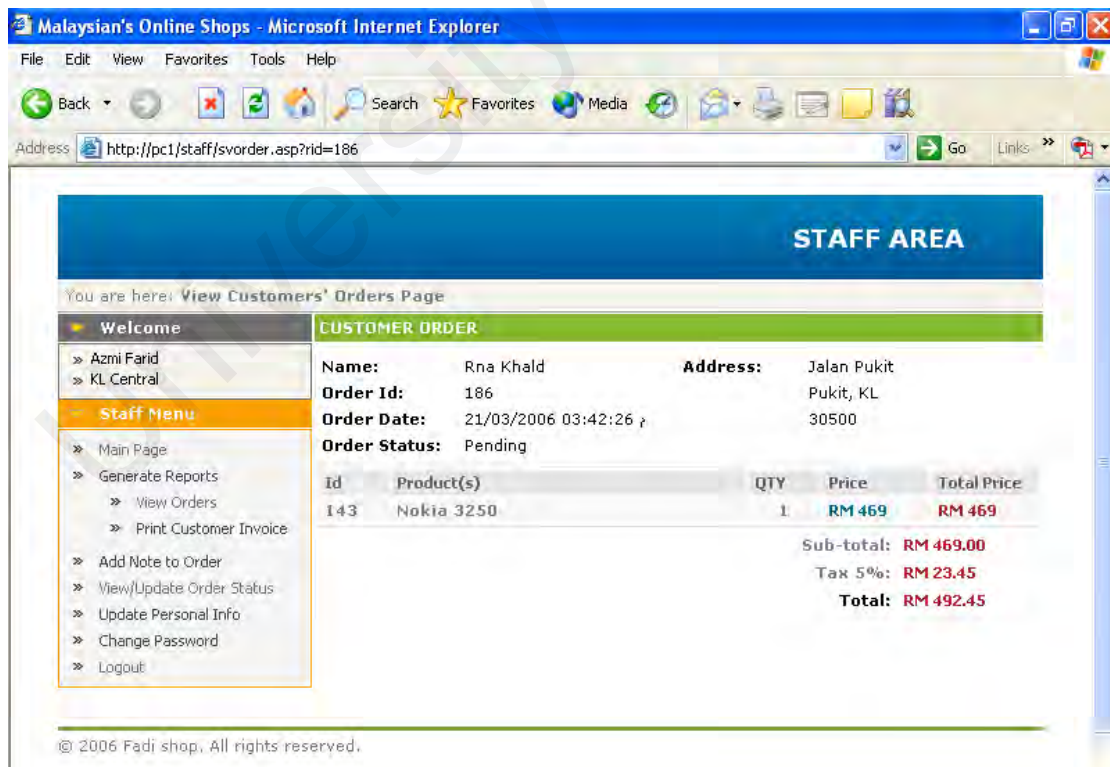 Malaysian's Online Shops - Microsoft Internet Explorer
File Edit View Favorites Tools Help
Back Search Favorites Media
Address http://pc1/staff/svorder.asp?rid=186 Go Links »
STAFF AREA
You are here: View Customers' Orders Page
Welcome
» Azmi Farid
» KL Central
Staff Menu
» Main Page
» Generate Reports
» View Orders
» Print Customer Invoice
» Add Note to Order
» View/Update Order Status
» Update Personal Info
» Change Password
» Logout
CUSTOMER ORDER
Name: Rna Khald Address: Jalan Pukit
Order Id: 186 Pukit, KL
Order Date: 21/03/2006 03:42:26 م 30500
Order Status: Pending
Id Product(s) QTY Price Total Price
143 Nokia 3250 1 RM 469 RM 469
Sub-total: RM 469.00
Tax 5%: RM 23.45
Total: RM 492.45
© 2006 Fadi shop. All rights reserved.
University